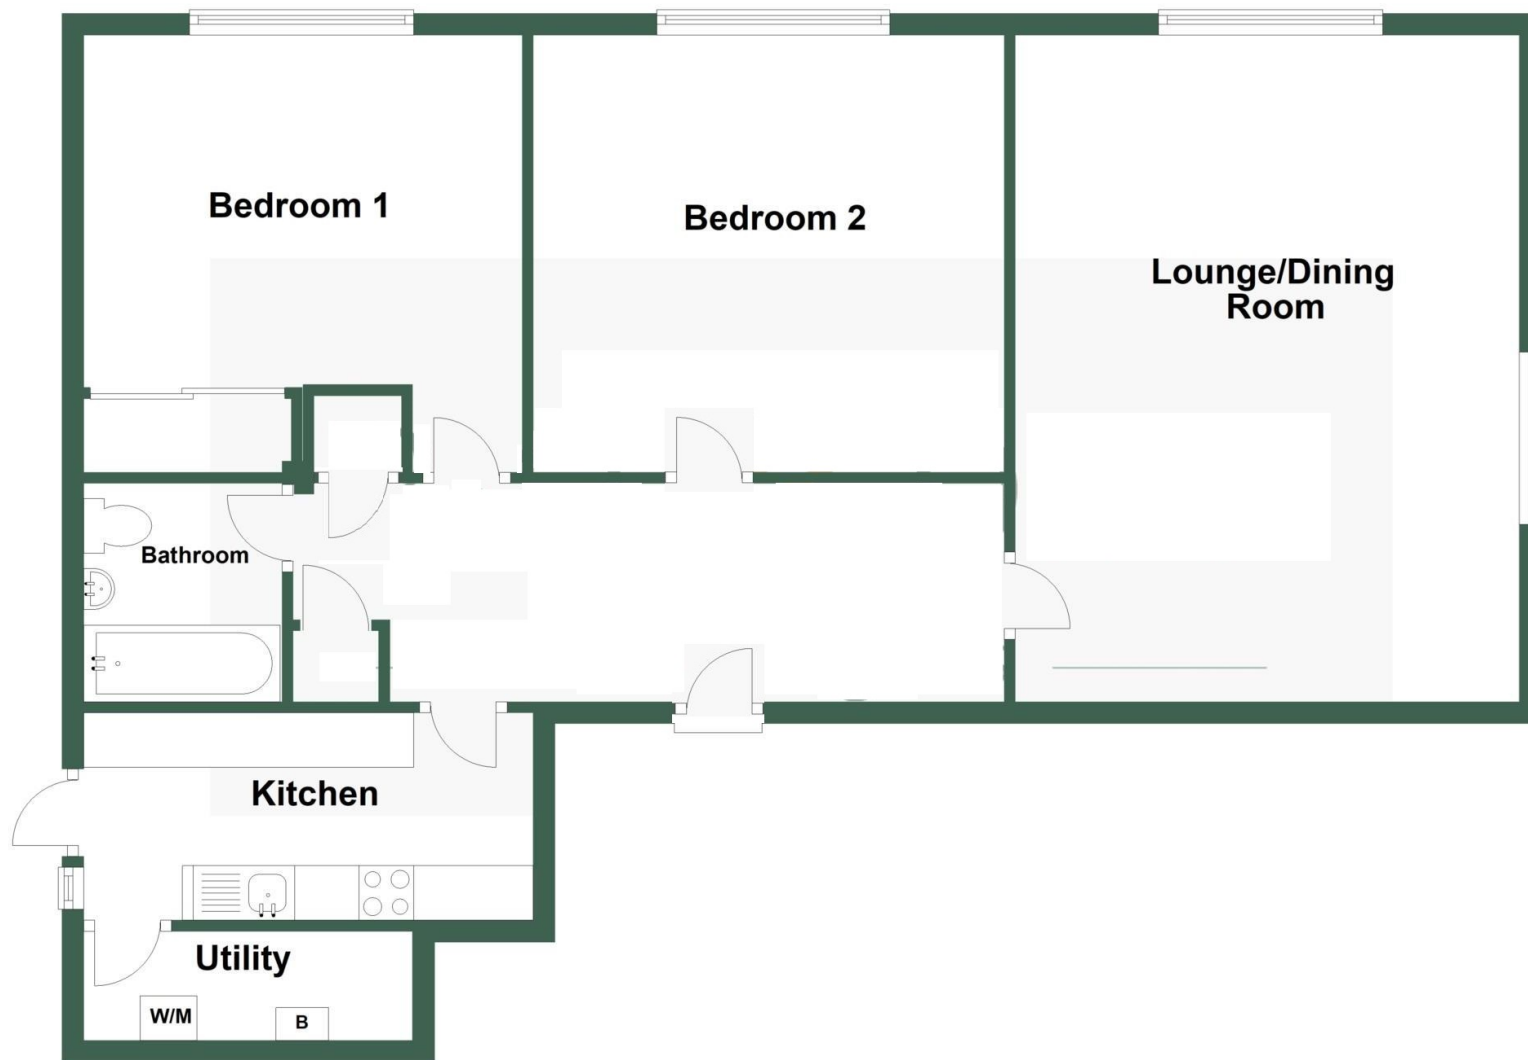 Bedroom 1
Bedroom 2
Lounge/Dining
Room
Bathroom
Kitchen
Utility
W/M
B